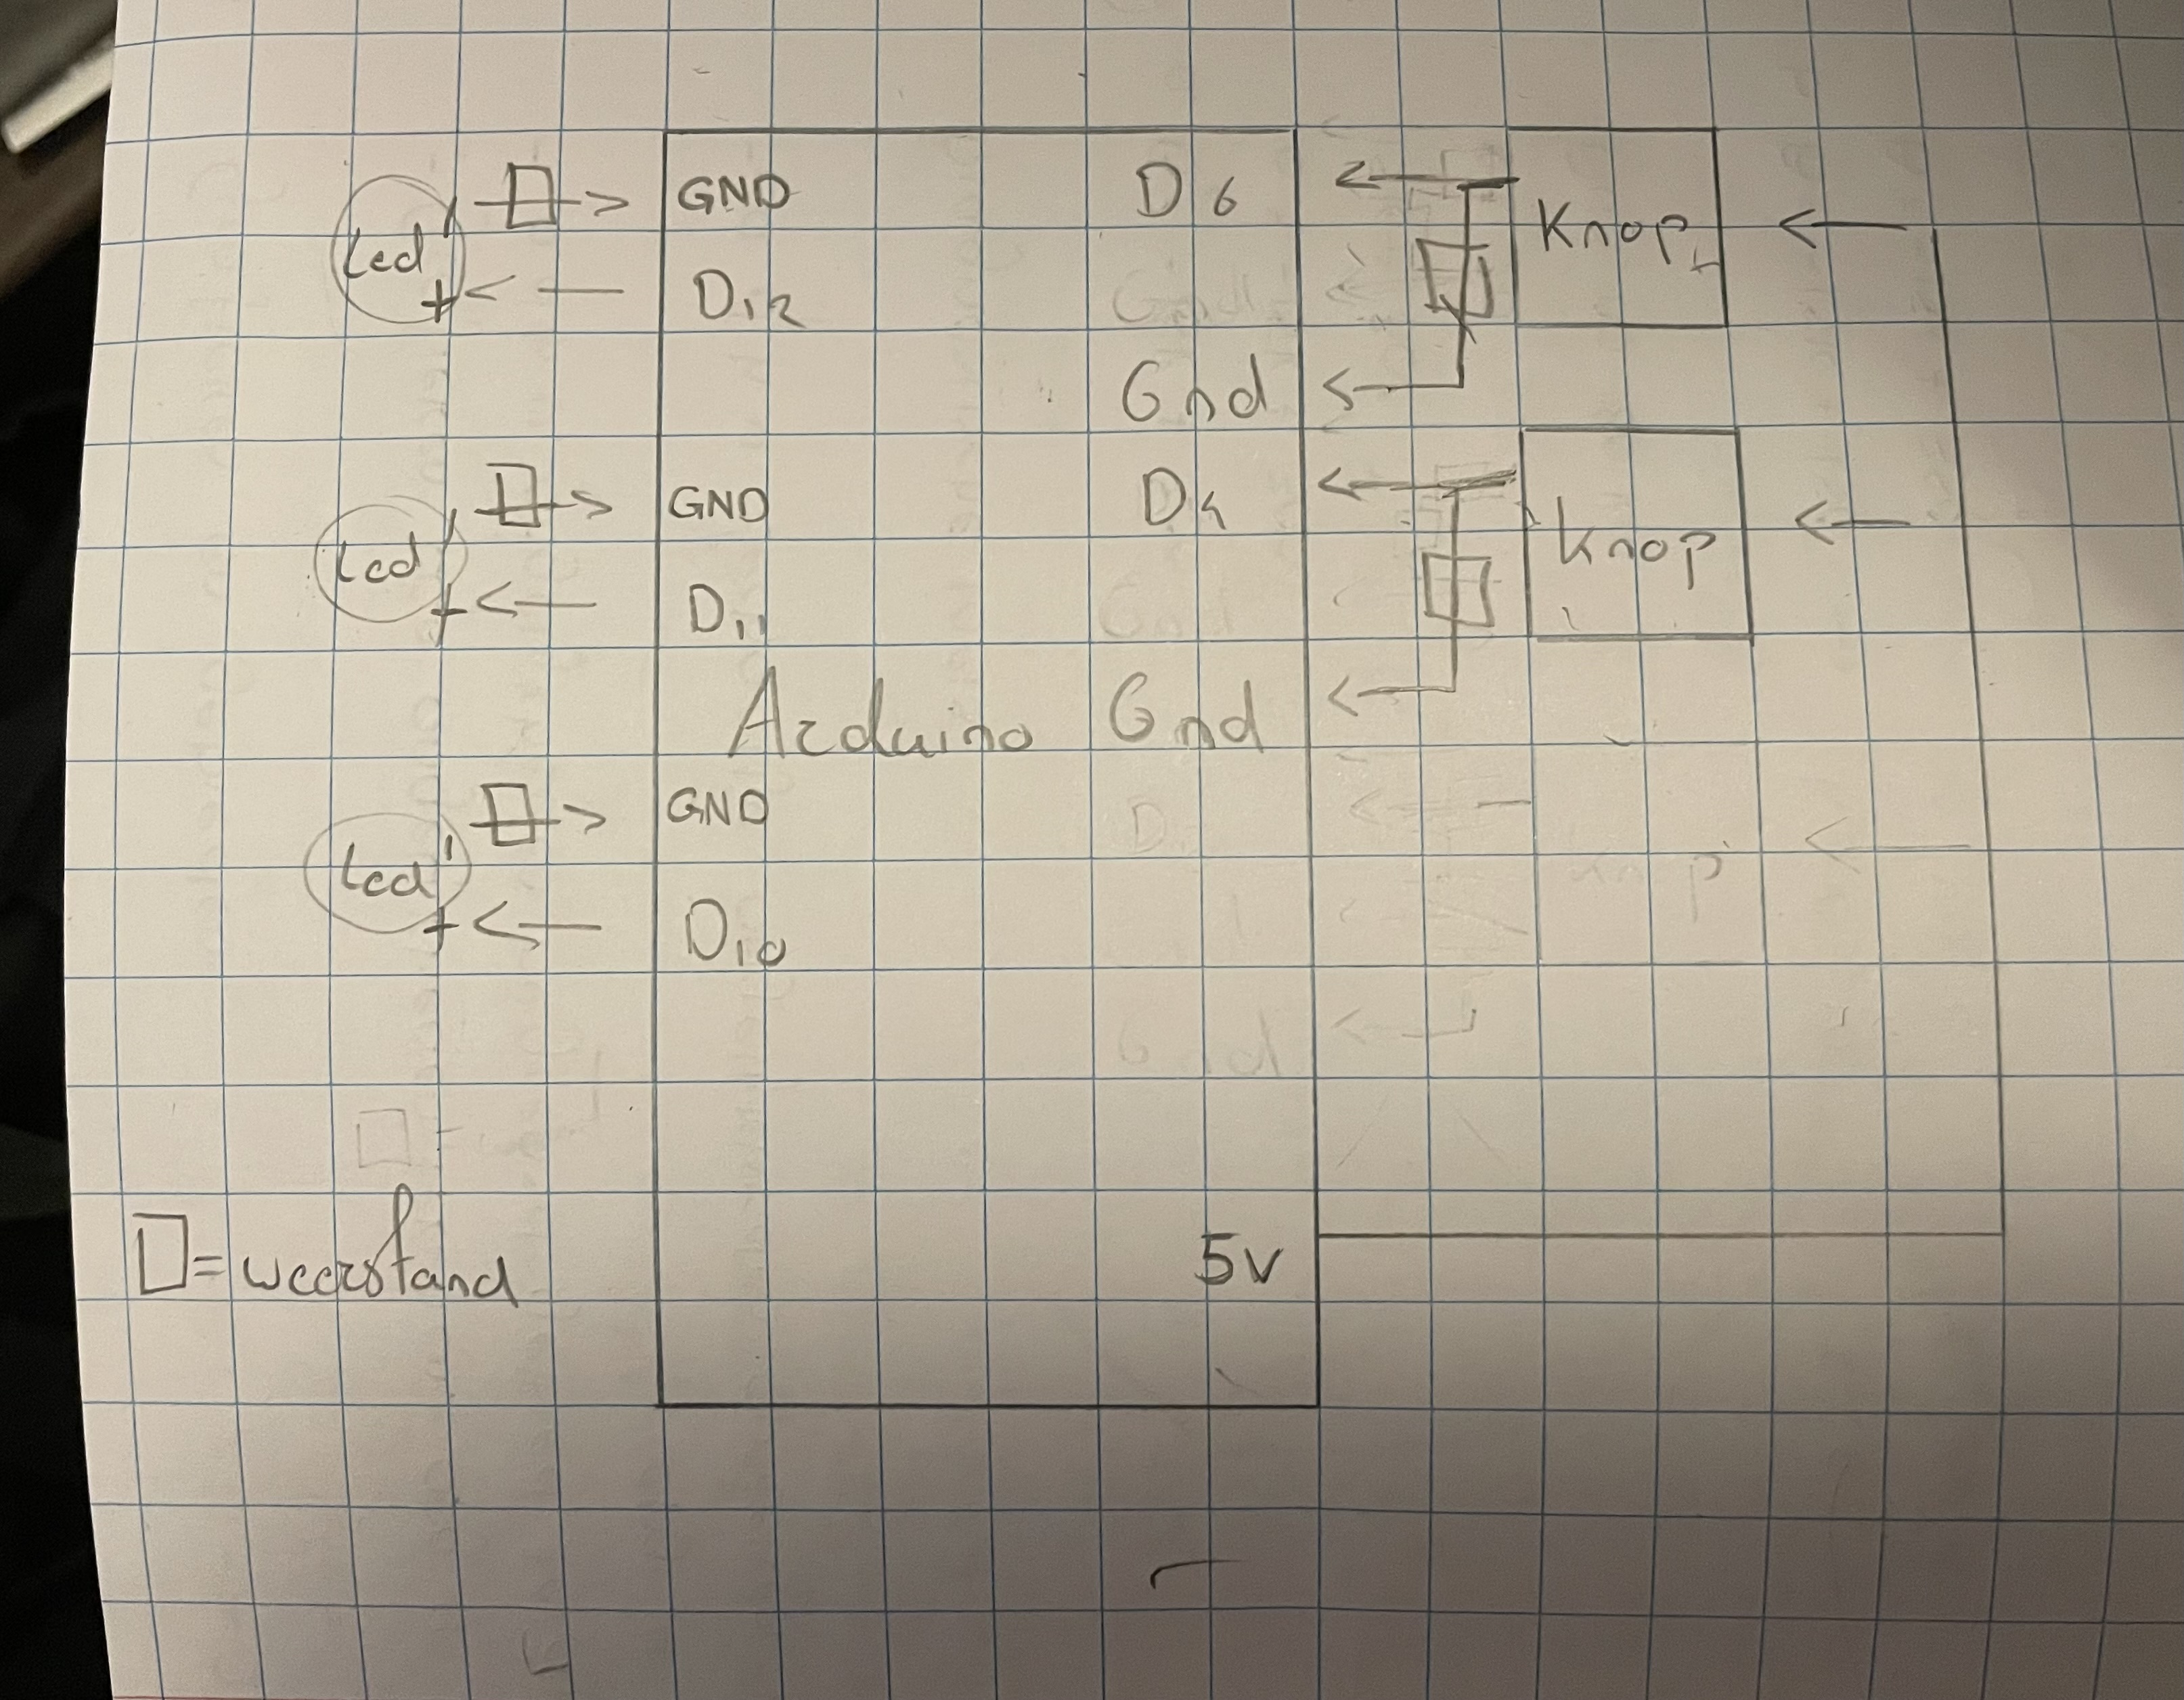 Led
GND
D12
D6
Gnd
Knop
Led
GND
D11
D4
Gnd
Knop
Arduino
Led
GND
D10
= weerstand
5V